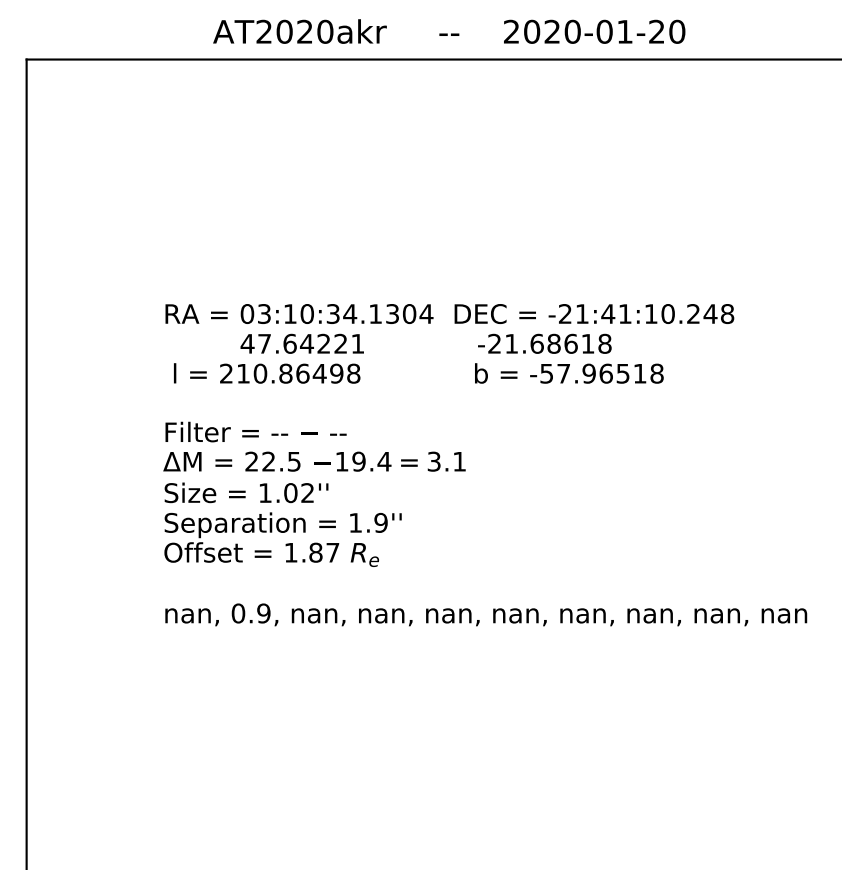 AT2020akr -- 2020-01-20
RA = 03:10:34.1304 DEC = -21:41:10.248
47.64221 -21.68618
l = 210.86498 b = -57.96518
Filter = -- − --
ΔM = 22.5 −19.4 = 3.1
Size = 1.02''
Separation = 1.9''
Offset = 1.87 Re
nan, 0.9, nan, nan, nan, nan, nan, nan, nan, nan